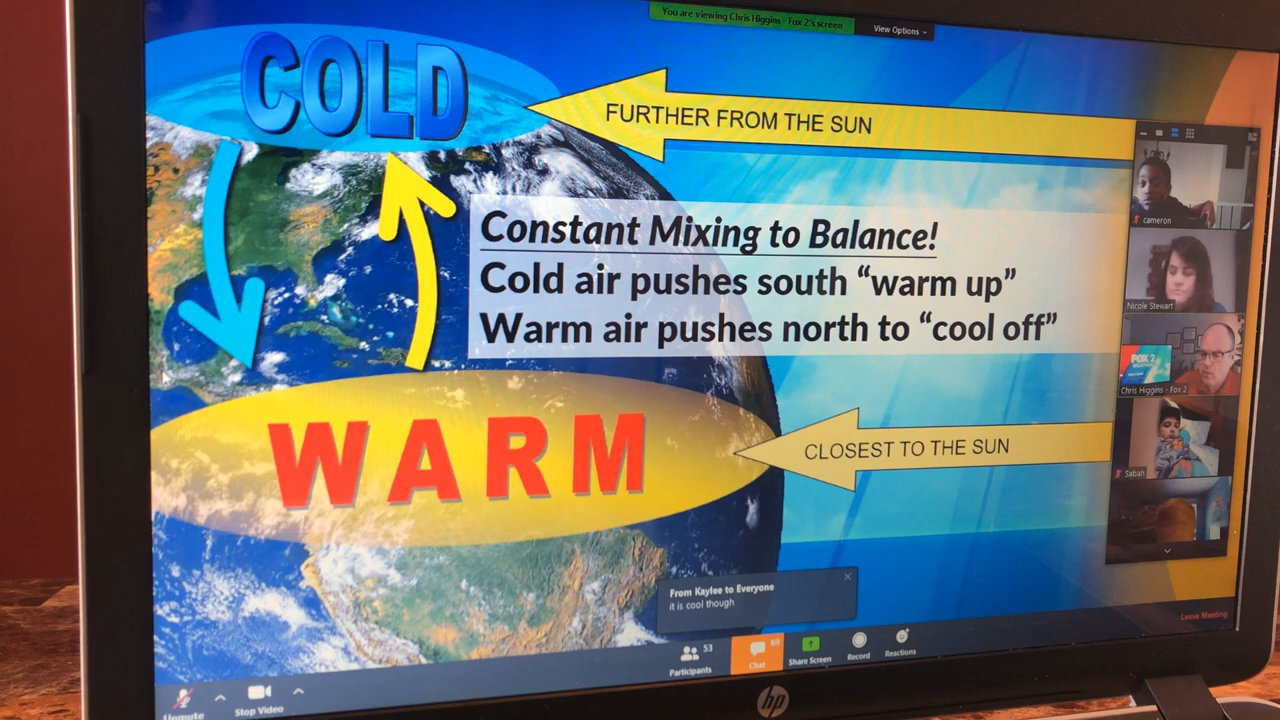 You are viewing Chris Higgins - Fox 2's screen
View Options
COLD
FURTHER FROM THE SUN
Constant Mixing to Balance!
Cold air pushes south “warm up”
Warm air pushes north to “cool off”
WARM
CLOSEST TO THE SUN
cameron
Nicole Stewart
FOX 2
Chris Higgins - Fox 2
Sabah
From Kaylee to Everyone
it is cool though
Leave Meeting
Unmute
Stop Video
53
Participants
69
Chat
Share Screen
Record
Reactions
hp